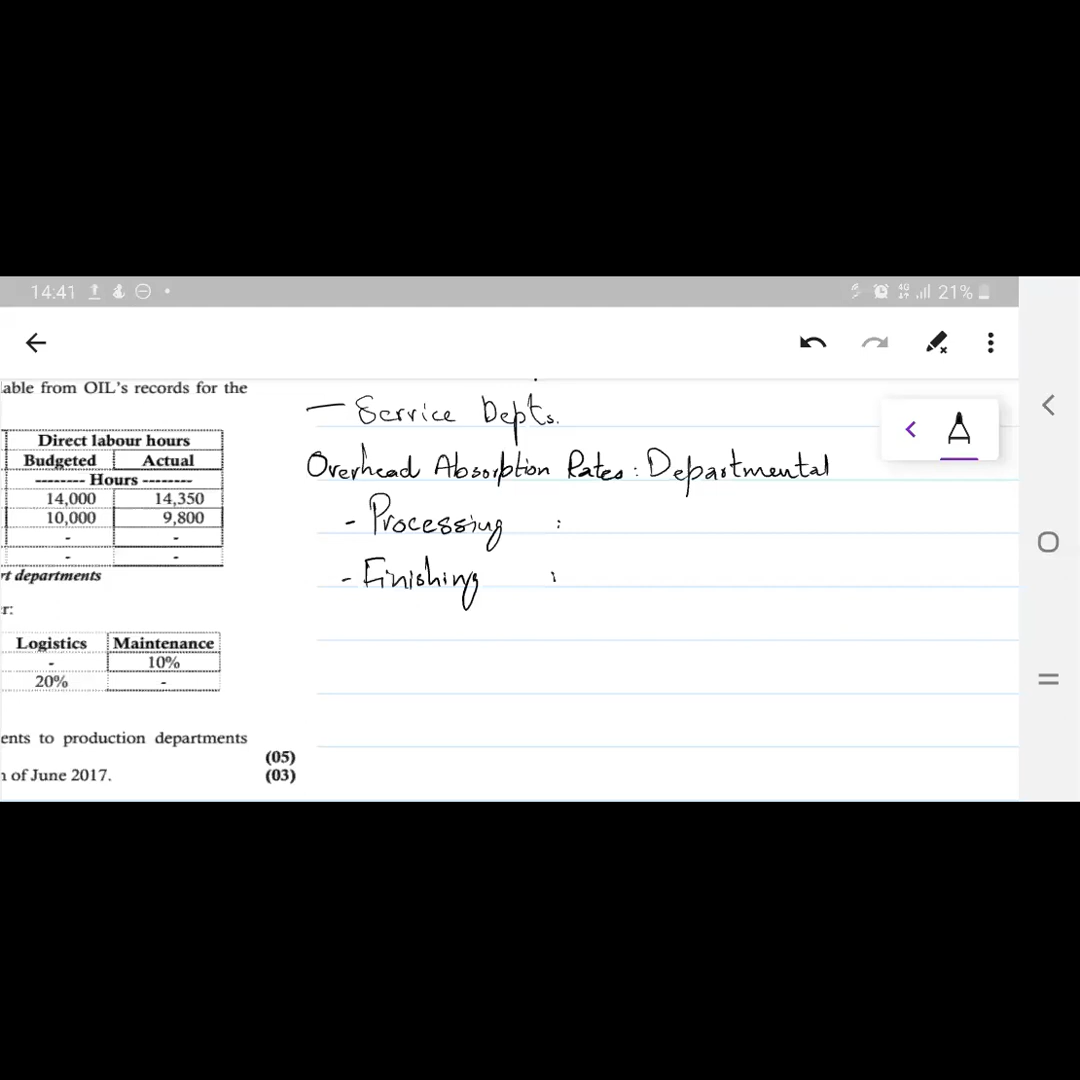 14:41 21%
able from OIL's records for the
Direct labour hours
Budgeted Actual
-------- Hours --------
14,000 14,350
10,000 9,800
- -
- -
rt departments
r:
Logistics Maintenance
- 10%
20% -
ents to production departments
(05)
n of June 2017. (03)
— Service Depts.
Overhead Absorption Rates : Departmental
- Processing :
- Finishing :